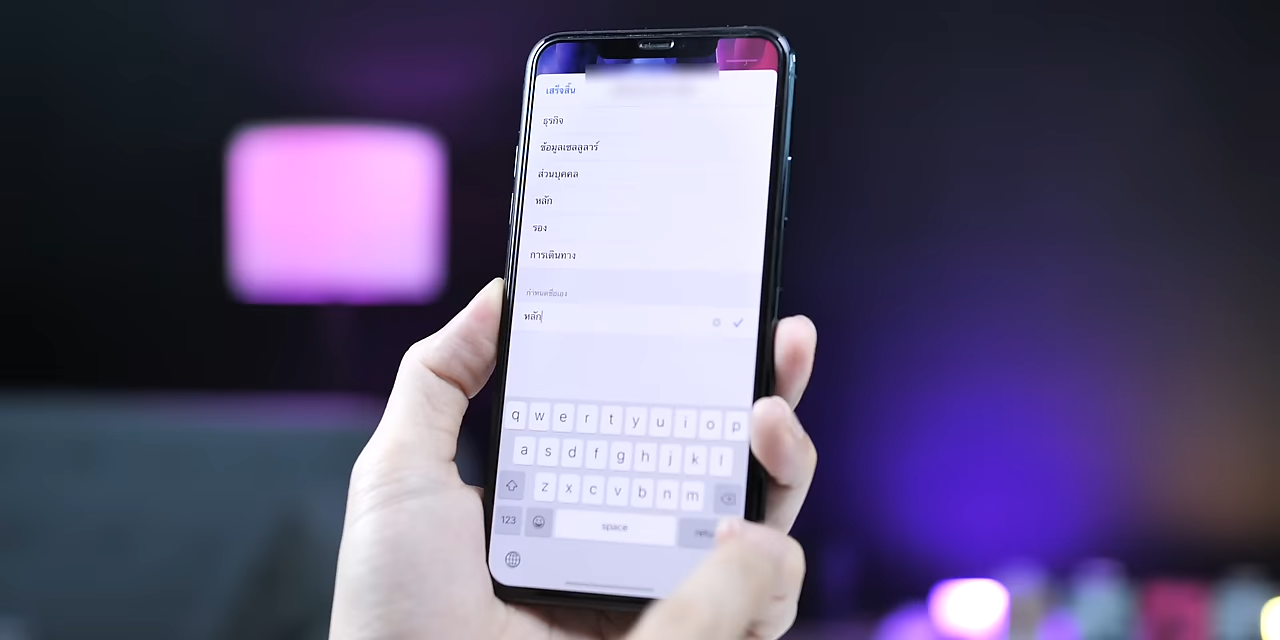 เสร็จสิ้น
ธุรกิจ
ข้อมูลเซลลูลาร์
ส่วนบุคคล
หลัก
รอง
การเดินทาง
กำหนดชื่อเอง
หลัก
q w e r t y u i o p
a s d f g h j k l
z x c v b n m
123 space